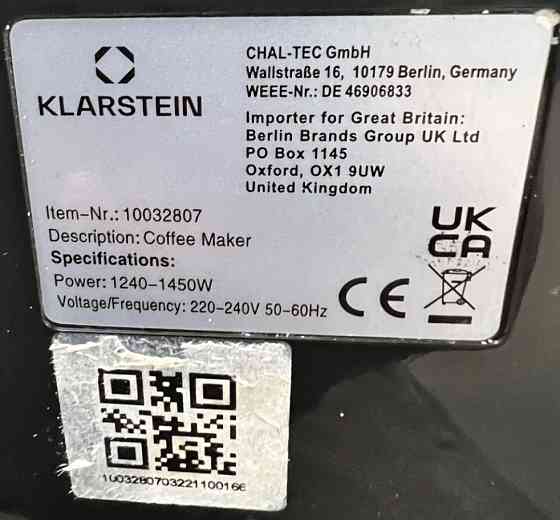 KLARSTEIN
CHAL-TEC GmbH
Wallstraße 16, 10179 Berlin, Germany
WEEE-Nr.: DE 46906833
Importer for Great Britain:
Berlin Brands Group UK Ltd
PO Box 1145
Oxford, OX1 9UW
United Kingdom
Item-Nr.: 10032807
Description: Coffee Maker
Specifications:
Power: 1240-1450W
Voltage/Frequency: 220-240V 50-60Hz
CE
UK
CA
10032807032211001​66